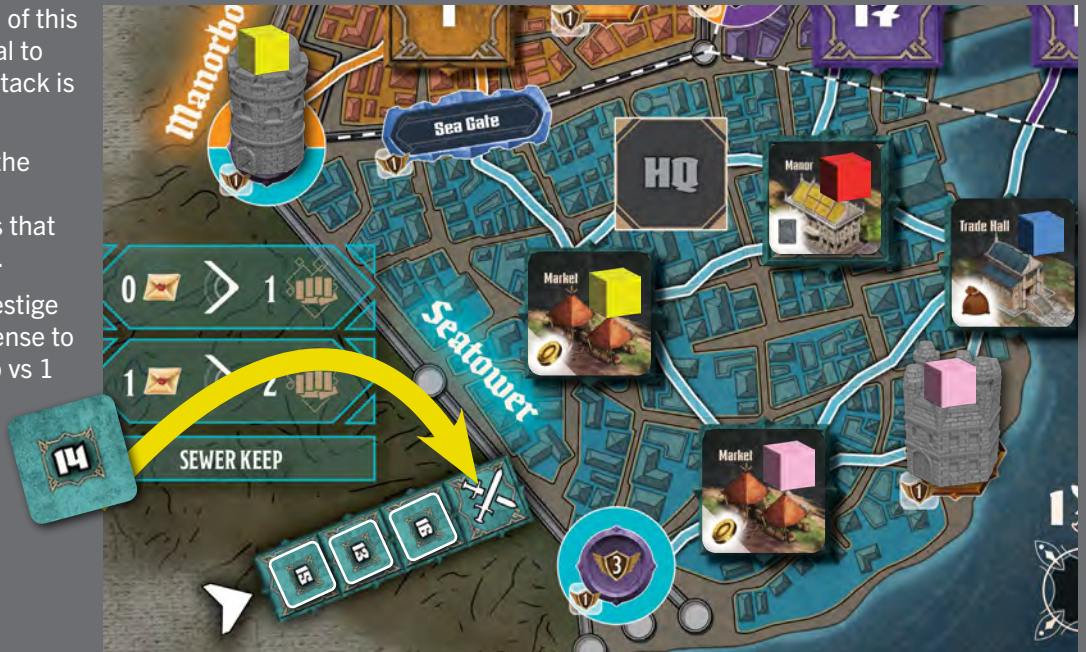 of this
al to
tack is
the
s that
estige
ense to
vs 1
Manorbo
1
1
Sea Gate
1
1
HQ
Manor
Trade Hall
Market
Seatower
0 > 1
1 > 2
SEWER KEEP
14
15
13
16
Market
3
1
1